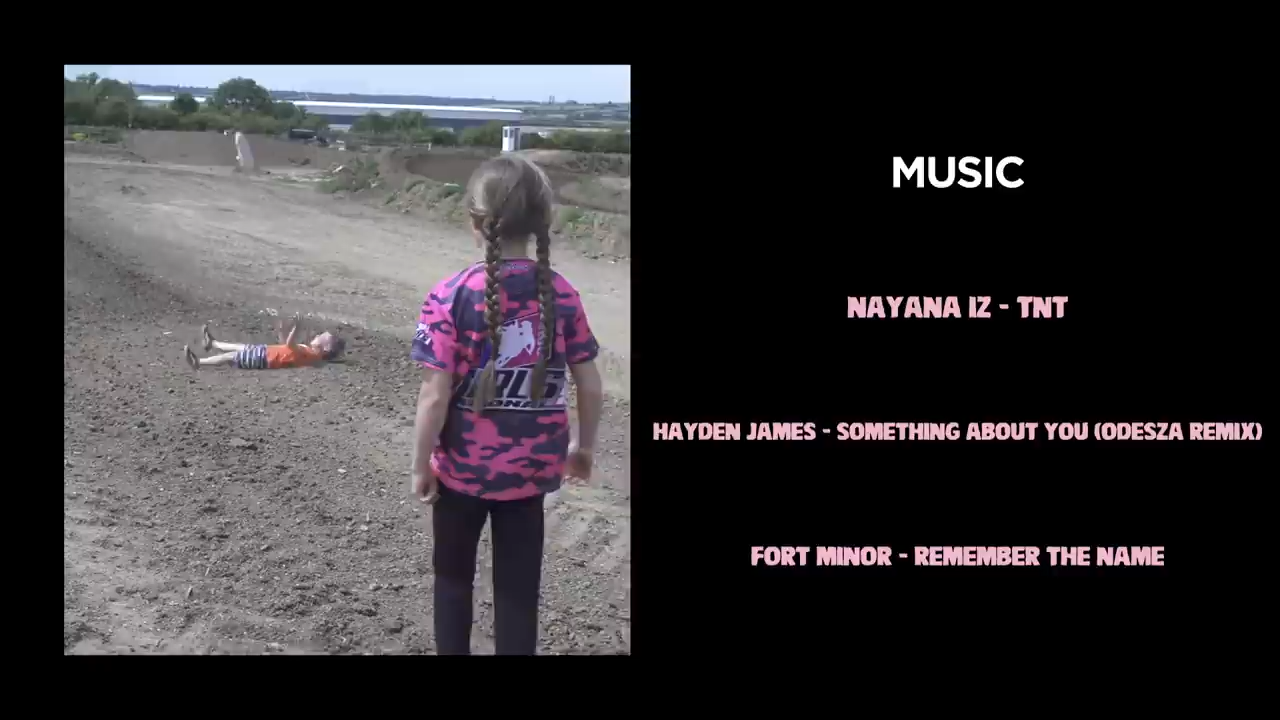 MUSIC
NAYANA IZ - TNT
HAYDEN JAMES - SOMETHING ABOUT YOU (ODESZA REMIX)
FORT MINOR - REMEMBER THE NAME